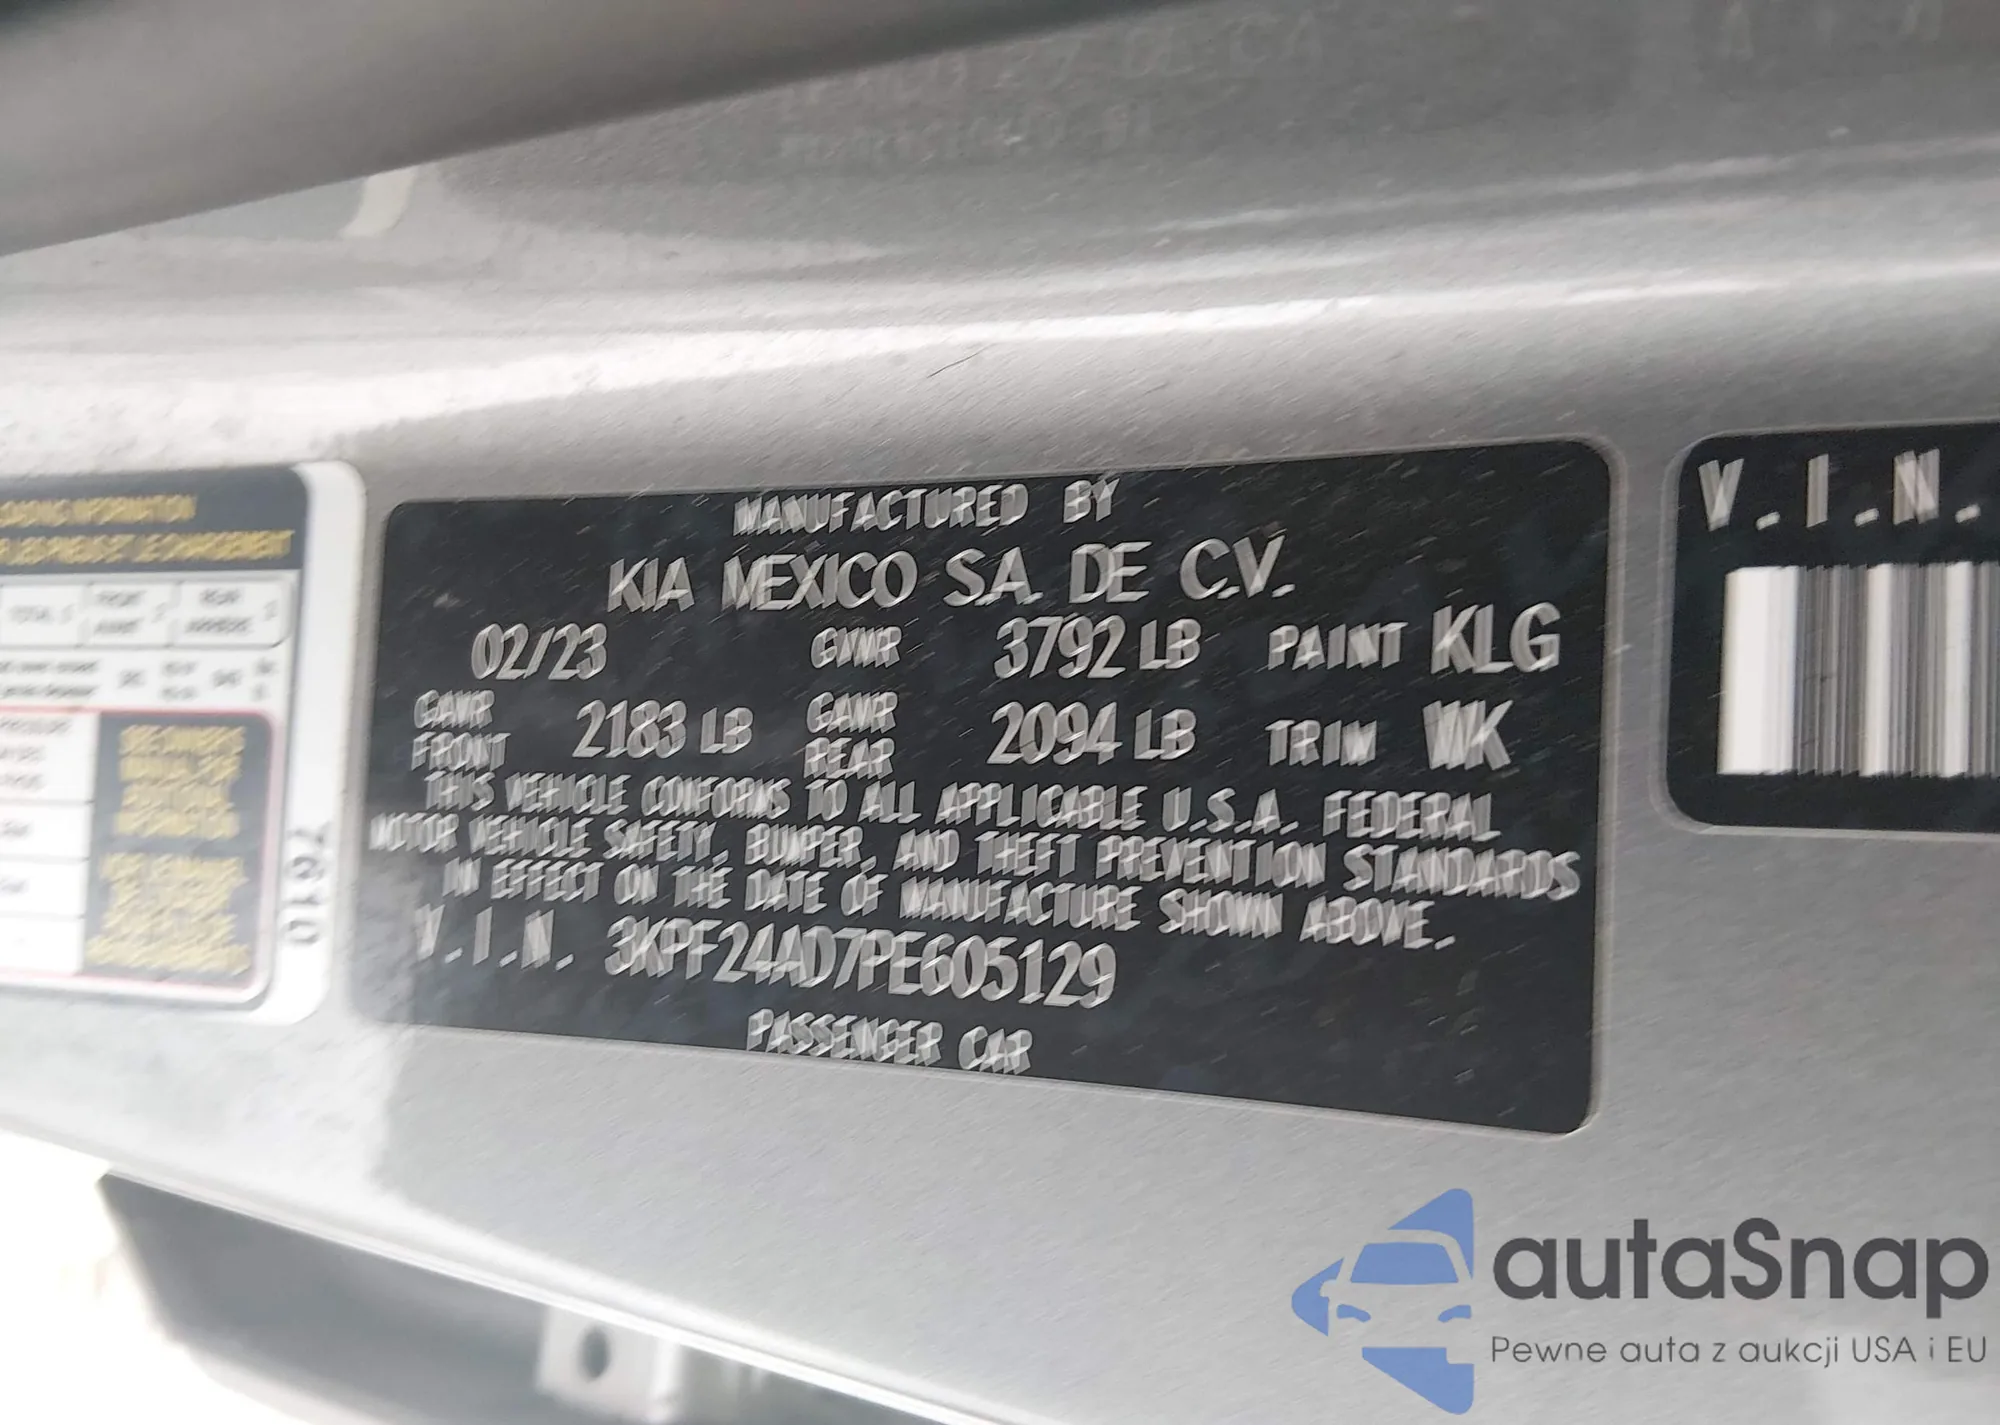 MANUFACTURED BY
KIA MEXICO S.A. DE C.V.
02/23 GVWR 3792 LB PAINT KLG
GAWR FRONT 2183 LB GAWR REAR 2094 LB TRIM WK
THIS VEHICLE CONFORMS TO ALL APPLICABLE U.S.A. FEDERAL
MOTOR VEHICLE SAFETY, BUMPER, AND THEFT PREVENTION STANDARDS
IN EFFECT ON THE DATE OF MANUFACTURE SHOWN ABOVE.
V.I.N. 3KPF24AD7PE605129
PASSENGER CAR
V.I.N.
7610
autaSnap
Pewne auta z aukcji USA i EU